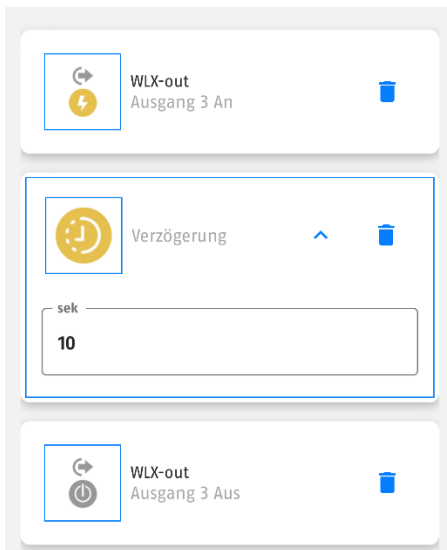 WLX-out
Ausgang 3 An
Verzögerung
sek
10
WLX-out
Ausgang 3 Aus